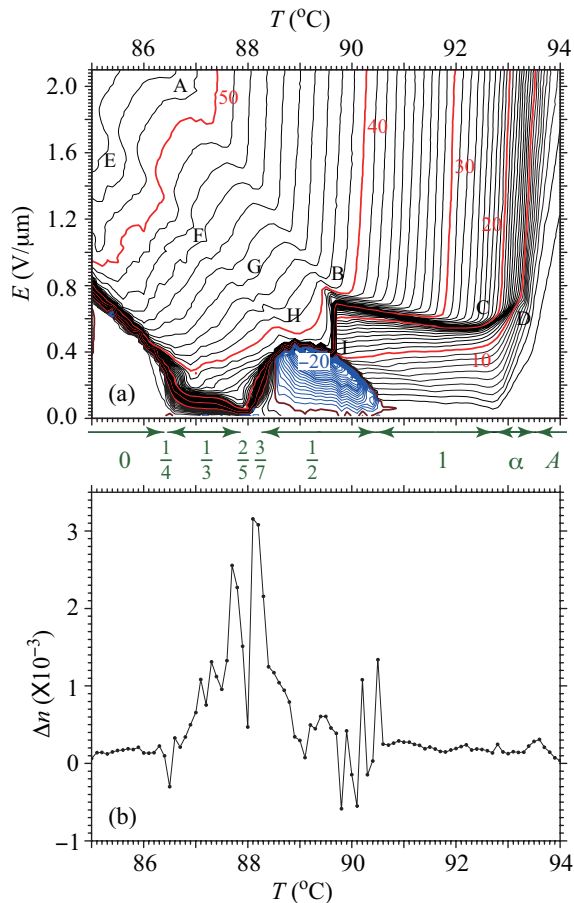 T (°C)
86 88 90 92 94
2.0
A
50
40
E
1.6
30
1.2
F
20
E (V/μm)
G
B
0.8
H
C
D
I
0.4
−20
10
(a)
0.0
0 1/4 1/3 2/5 3/7 1/2 1 α A
3
2
Δn (X10⁻³)
1
0
(b)
−1
86 88 90 92 94
T (°C)